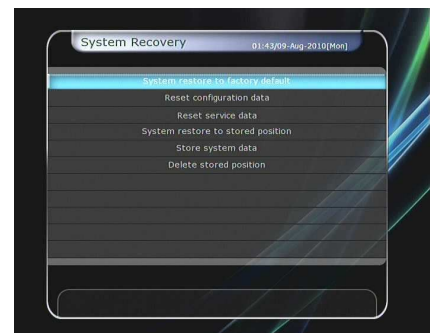 System Recovery
01:43/09-Aug-2010[Mon]
System restore to factory default
Reset configuration data
Reset service data
System restore to stored position
Store system data
Delete stored position